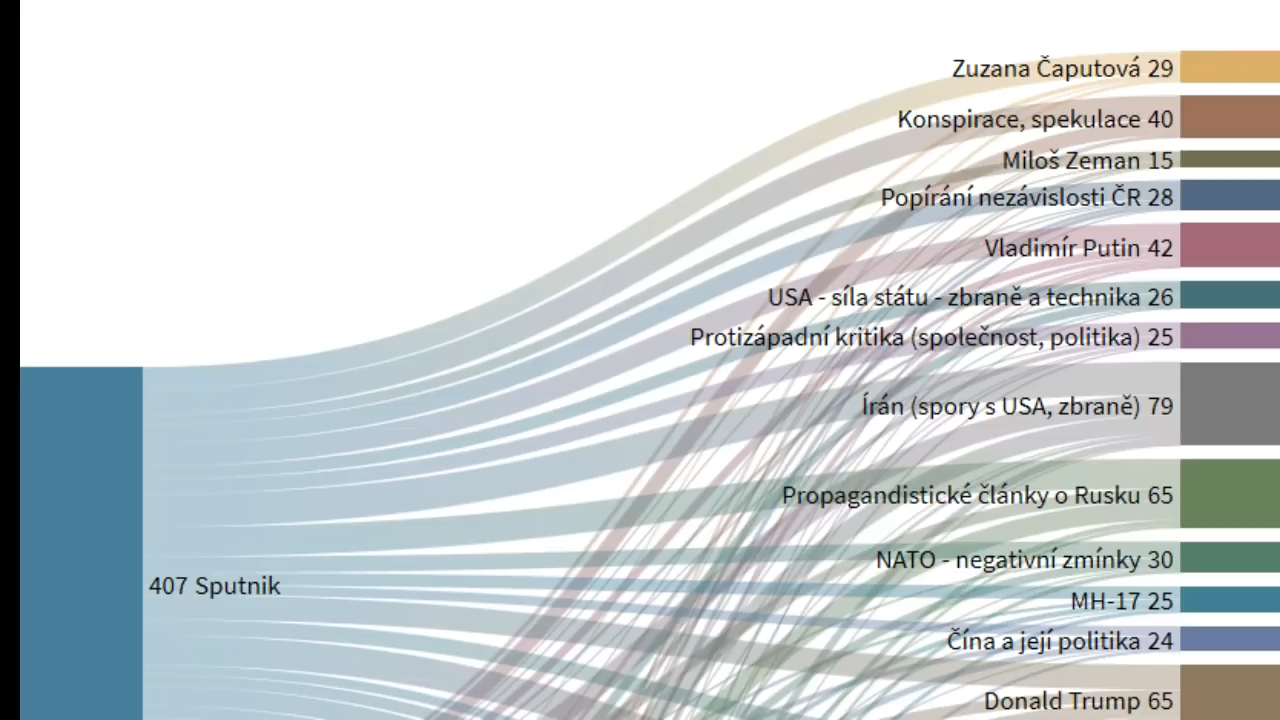 Zuzana Čaputová 29
Konspirace, spekulace 40
Miloš Zeman 15
Popírání nezávislosti ČR 28
Vladimír Putin 42
USA - síla státu - zbraně a technika 26
Protizápadní kritika (společnost, politika) 25
Írán (spory s USA, zbraně) 79
Propagandistické články o Rusku 65
NATO - negativní zmínky 30
407 Sputnik
MH-17 25
Čína a její politika 24
Donald Trump 65